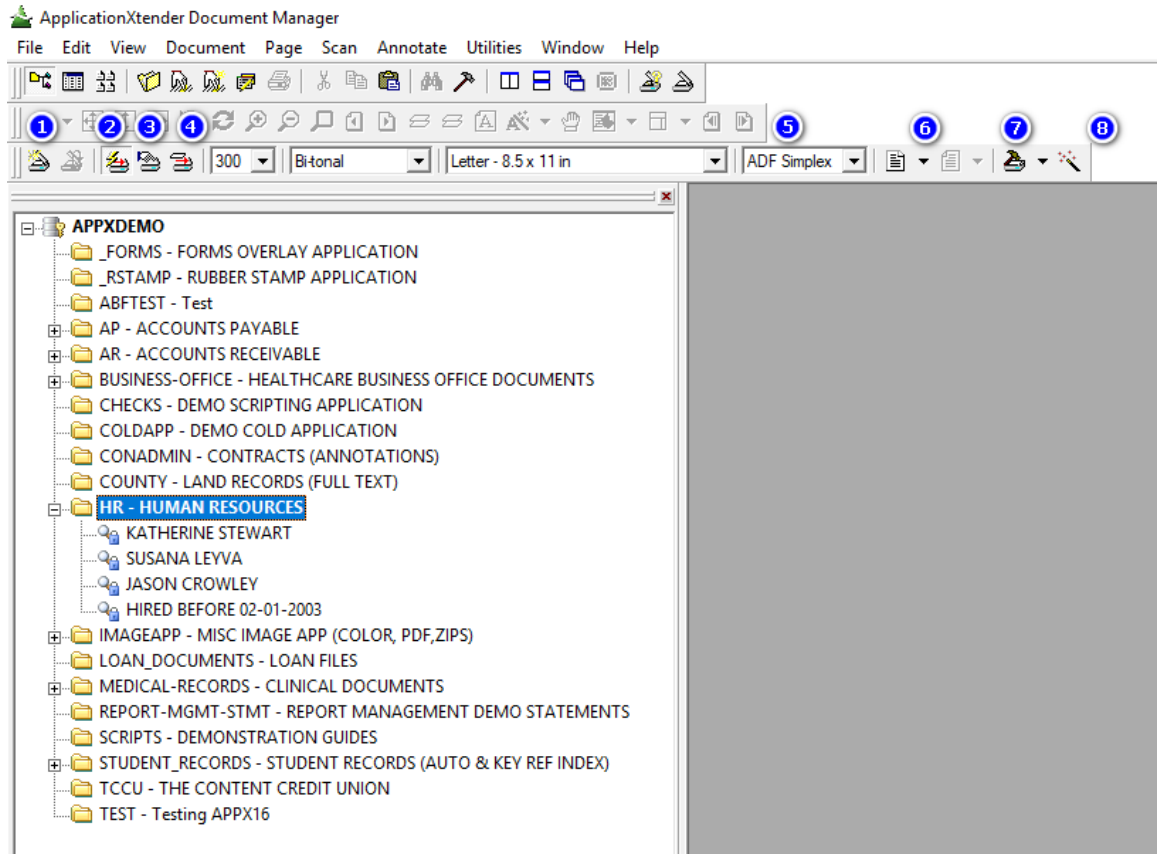 ApplicationXtender Document Manager
File Edit View Document Page Scan Annotate Utilities Window Help
1 2 3 4 5 6 7 8
300 Bi-tonal Letter - 8.5 x 11 in ADF Simplex
APPXDEMO
_FORMS - FORMS OVERLAY APPLICATION
_RSTAMP - RUBBER STAMP APPLICATION
ABFTEST - Test
AP - ACCOUNTS PAYABLE
AR - ACCOUNTS RECEIVABLE
BUSINESS-OFFICE - HEALTHCARE BUSINESS OFFICE DOCUMENTS
CHECKS - DEMO SCRIPTING APPLICATION
COLDAPP - DEMO COLD APPLICATION
CONADMIN - CONTRACTS (ANNOTATIONS)
COUNTY - LAND RECORDS (FULL TEXT)
HR - HUMAN RESOURCES
KATHERINE STEWART
SUSANA LEYVA
JASON CROWLEY
HIRED BEFORE 02-01-2003
IMAGEAPP - MISC IMAGE APP (COLOR, PDF,ZIPS)
LOAN_DOCUMENTS - LOAN FILES
MEDICAL-RECORDS - CLINICAL DOCUMENTS
REPORT-MGMT-STMT - REPORT MANAGEMENT DEMO STATEMENTS
SCRIPTS - DEMONSTRATION GUIDES
STUDENT_RECORDS - STUDENT RECORDS (AUTO & KEY REF INDEX)
TCCU - THE CONTENT CREDIT UNION
TEST - Testing APPX16